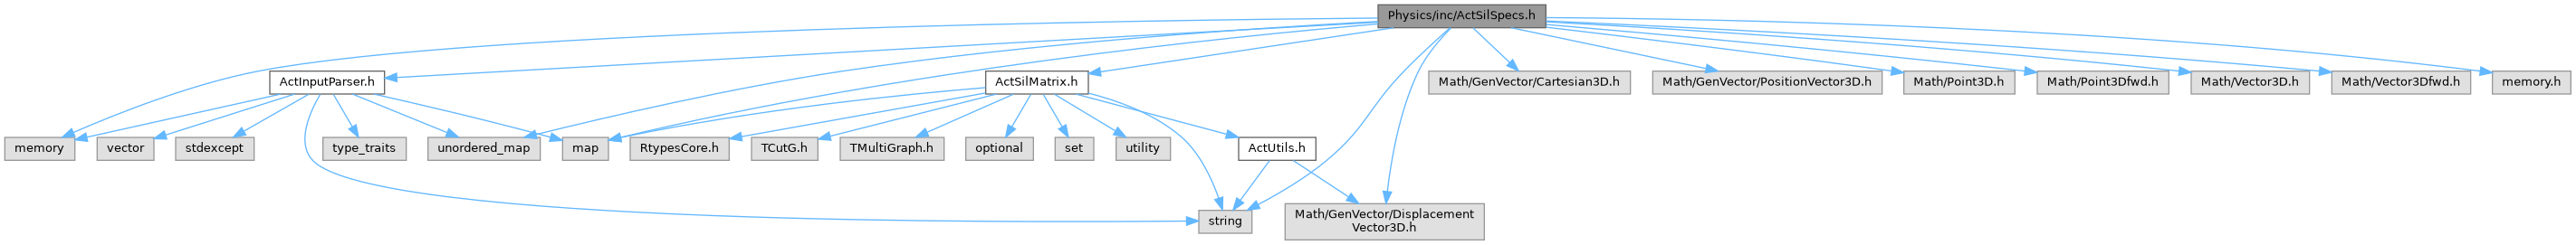 Physics/inc/ActSilSpecs.h
ActInputParser.h
ActSilMatrix.h
Math/GenVector/Cartesian3D.h
Math/GenVector/PositionVector3D.h
Math/Point3D.h
Math/Point3Dfwd.h
Math/Vector3D.h
Math/Vector3Dfwd.h
memory.h
memory
vector
stdexcept
type_traits
unordered_map
map
RtypesCore.h
TCutG.h
TMultiGraph.h
optional
set
utility
ActUtils.h
string
Math/GenVector/Displacement
Vector3D.h